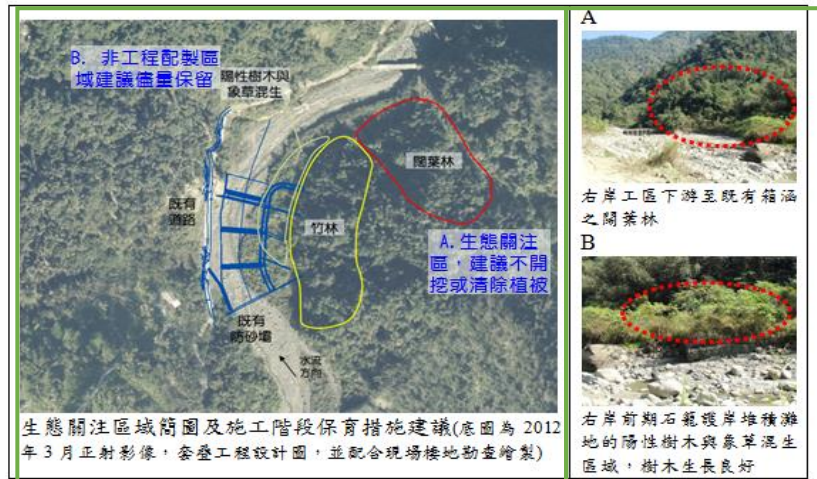 B. 非工程配製區
域建議儘量保留
陽性樹木與
象草混生
闊葉林
既有
道路
竹林
A.生態關注
區，建議不開
挖或清除植被
既有
防砂壩
水流
方向
生態關注區域簡圖及施工階段保育措施建議(底圖為 2012
年 3 月正射影像，套疊工程設計圖，並配合現場棲地勘查繪製)
A
右岸工區下游至既有箱涵
之闊葉林
B
右岸前期石籠護岸堆積灘
地的陽性樹木與象草混生
區域，樹木生長良好